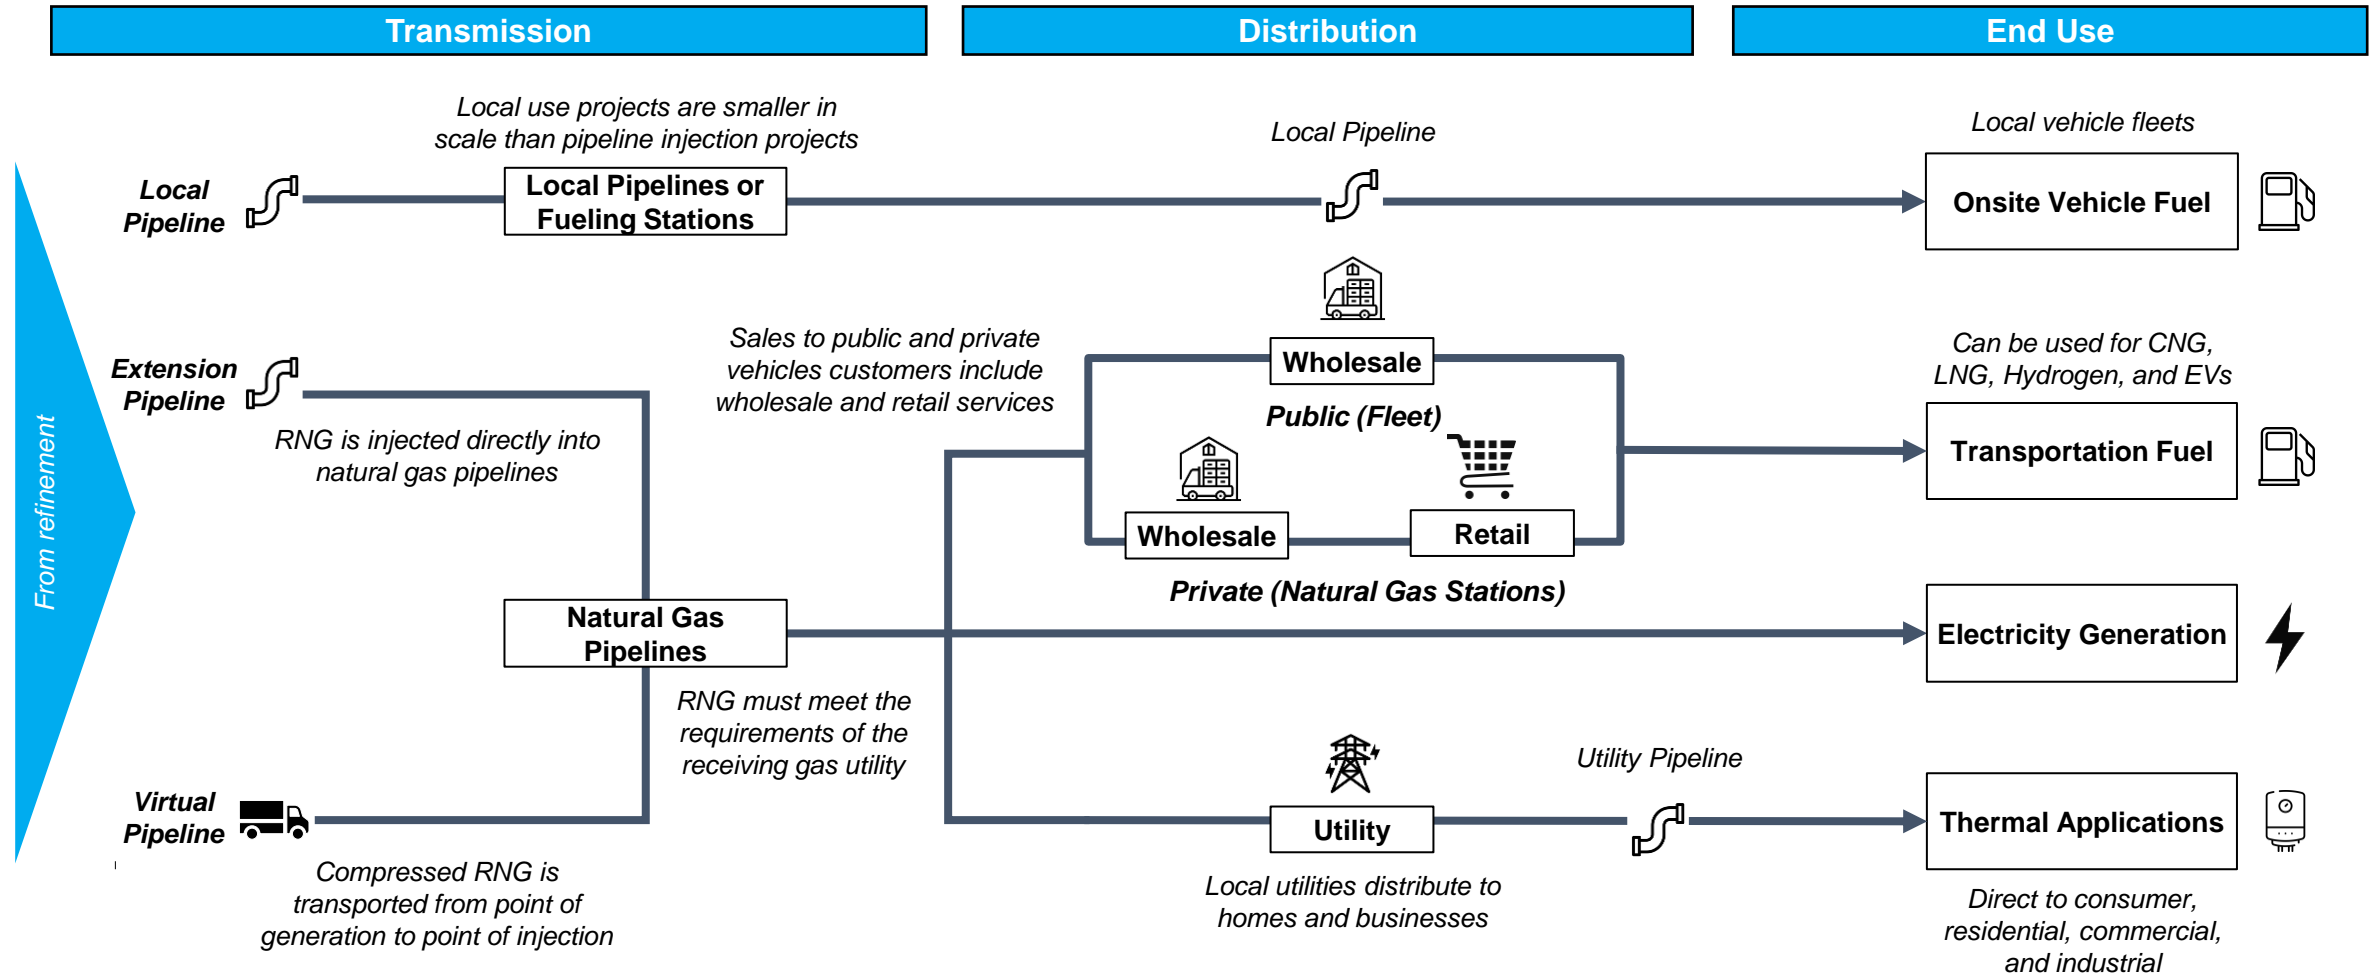 Transmission
Distribution
End Use
Local use projects are smaller in
scale than pipeline injection projects
Local Pipeline
Local vehicle fleets
Local
Pipeline
Local Pipelines or
Fueling Stations
Onsite Vehicle Fuel
Extension
Pipeline
RNG is injected directly into
natural gas pipelines
Sales to public and private
vehicles customers include
wholesale and retail services
Wholesale
Public (Fleet)
Wholesale
Retail
Private (Natural Gas Stations)
Can be used for CNG,
LNG, Hydrogen, and EVs
Transportation Fuel
From refinement
Natural Gas
Pipelines
Electricity Generation
RNG must meet the
requirements of the
receiving gas utility
Virtual
Pipeline
Compressed RNG is
transported from point of
generation to point of injection
Utility
Local utilities distribute to
homes and businesses
Utility Pipeline
Thermal Applications
Direct to consumer,
residential, commercial,
and industrial